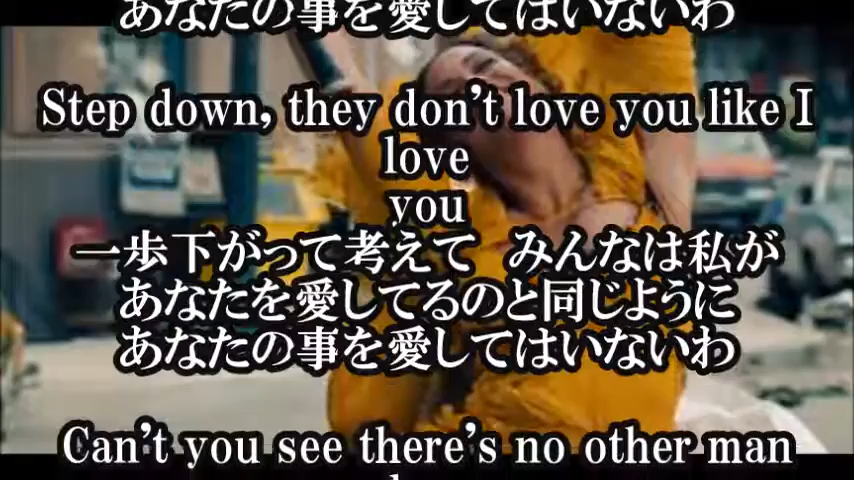 あなたの事を愛してはいないわ
Step down, they don't love you like I
love
you
一歩下がって考えて　みんなは私が
あなたを愛してるのと同じように
あなたの事を愛してはいないわ
Can't you see there's no other man